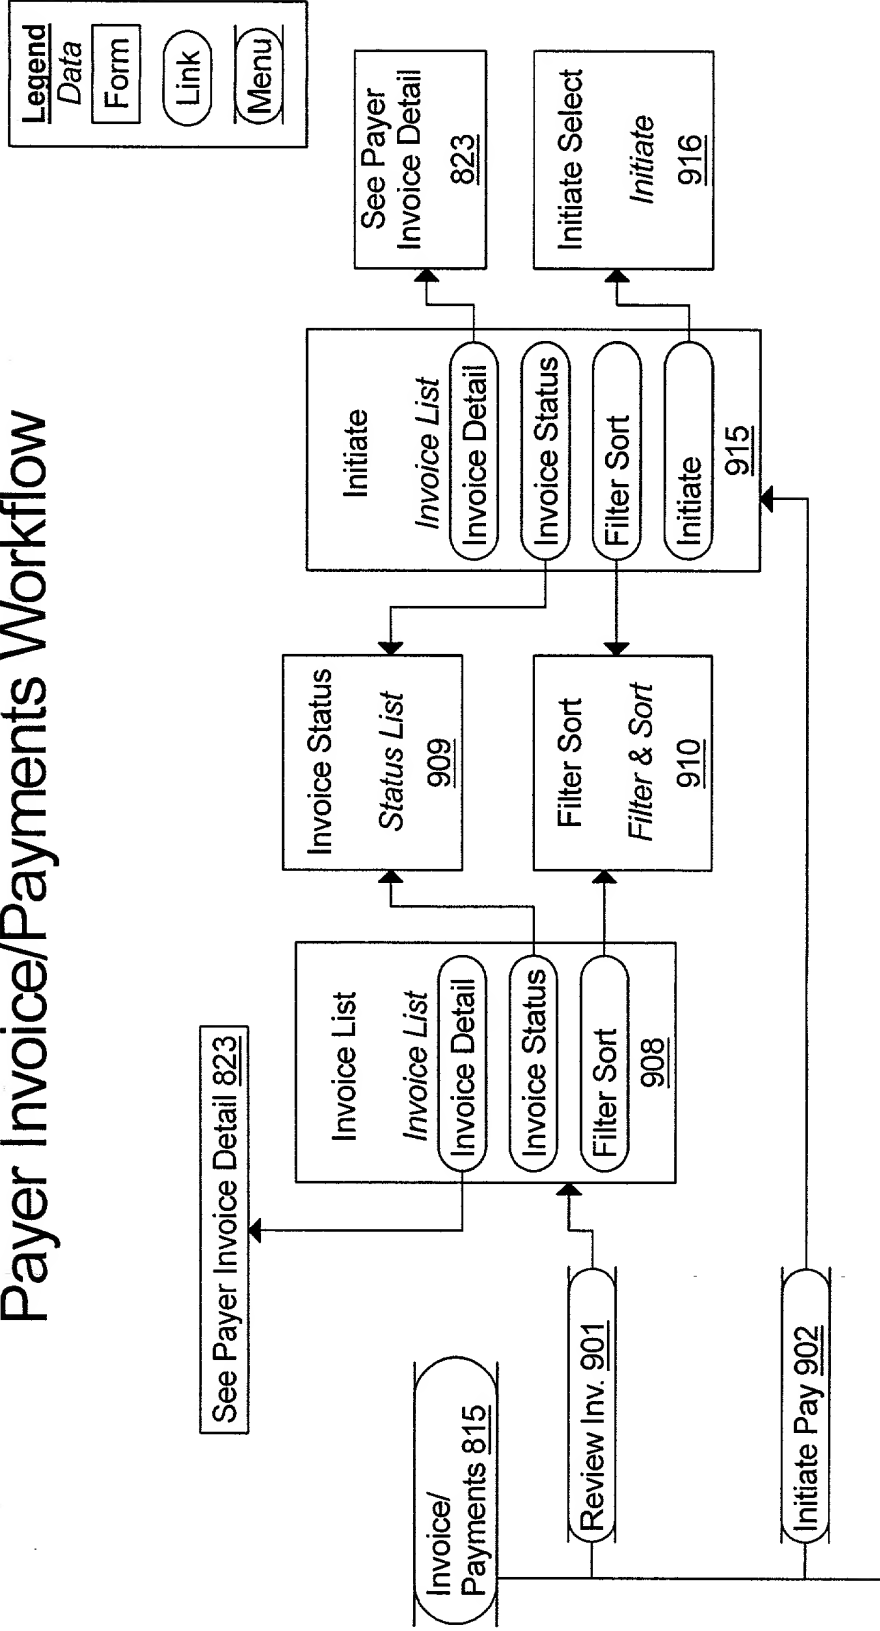 Payer Invoice/Payments Workflow
Legend
Data
Form
Link
Menu
See Payer Invoice Detail 823
Invoice/
Payments 815
Review Inv. 901
Initiate Pay 902
Invoice List
Invoice List
Invoice Detail
Invoice Status
Filter Sort
908
Invoice Status
Status List
909
Filter Sort
Filter & Sort
910
Initiate
Invoice List
Invoice Detail
Invoice Status
Filter Sort
Initiate
915
See Payer
Invoice Detail
823
Initiate Select
Initiate
916